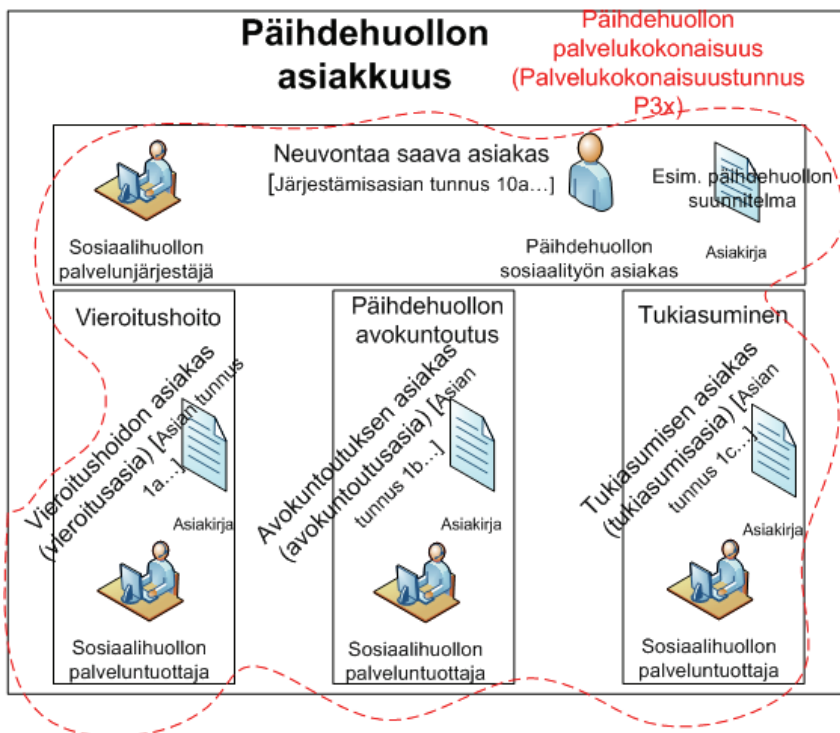 Päihdehuollon
asiakkuus
Päihdehuollon
palvelukokonaisuus
(Palvelukokonaisuustunnus
P3x)
Neuvontaa saava asiakas
[Järjestämisasian tunnus 10a...]
Esim. päihdehuollon
suunnitelma
Sosiaalihuollon
palvelunjärjestäjä
Päihdehuollon
sosiaalityön asiakas
Asiakirja
Vieroitushoito
Vieroitushoidon asiakas
(vieroitusasia) [Asian tunnus
1a...]
Asiakirja
Sosiaalihuollon
palveluntuottaja
Päihdehuollon
avokuntoutus
Avokuntoutuksen asiakas
(avokuntoutusasia) [Asian
tunnus 1b...]
Asiakirja
Sosiaalihuollon
palveluntuottaja
Tukiasuminen
Tukiasumisen asiakas
(tukiasumisasia) [Asian
tunnus 1c...]
Asiakirja
Sosiaalihuollon
palveluntuottaja